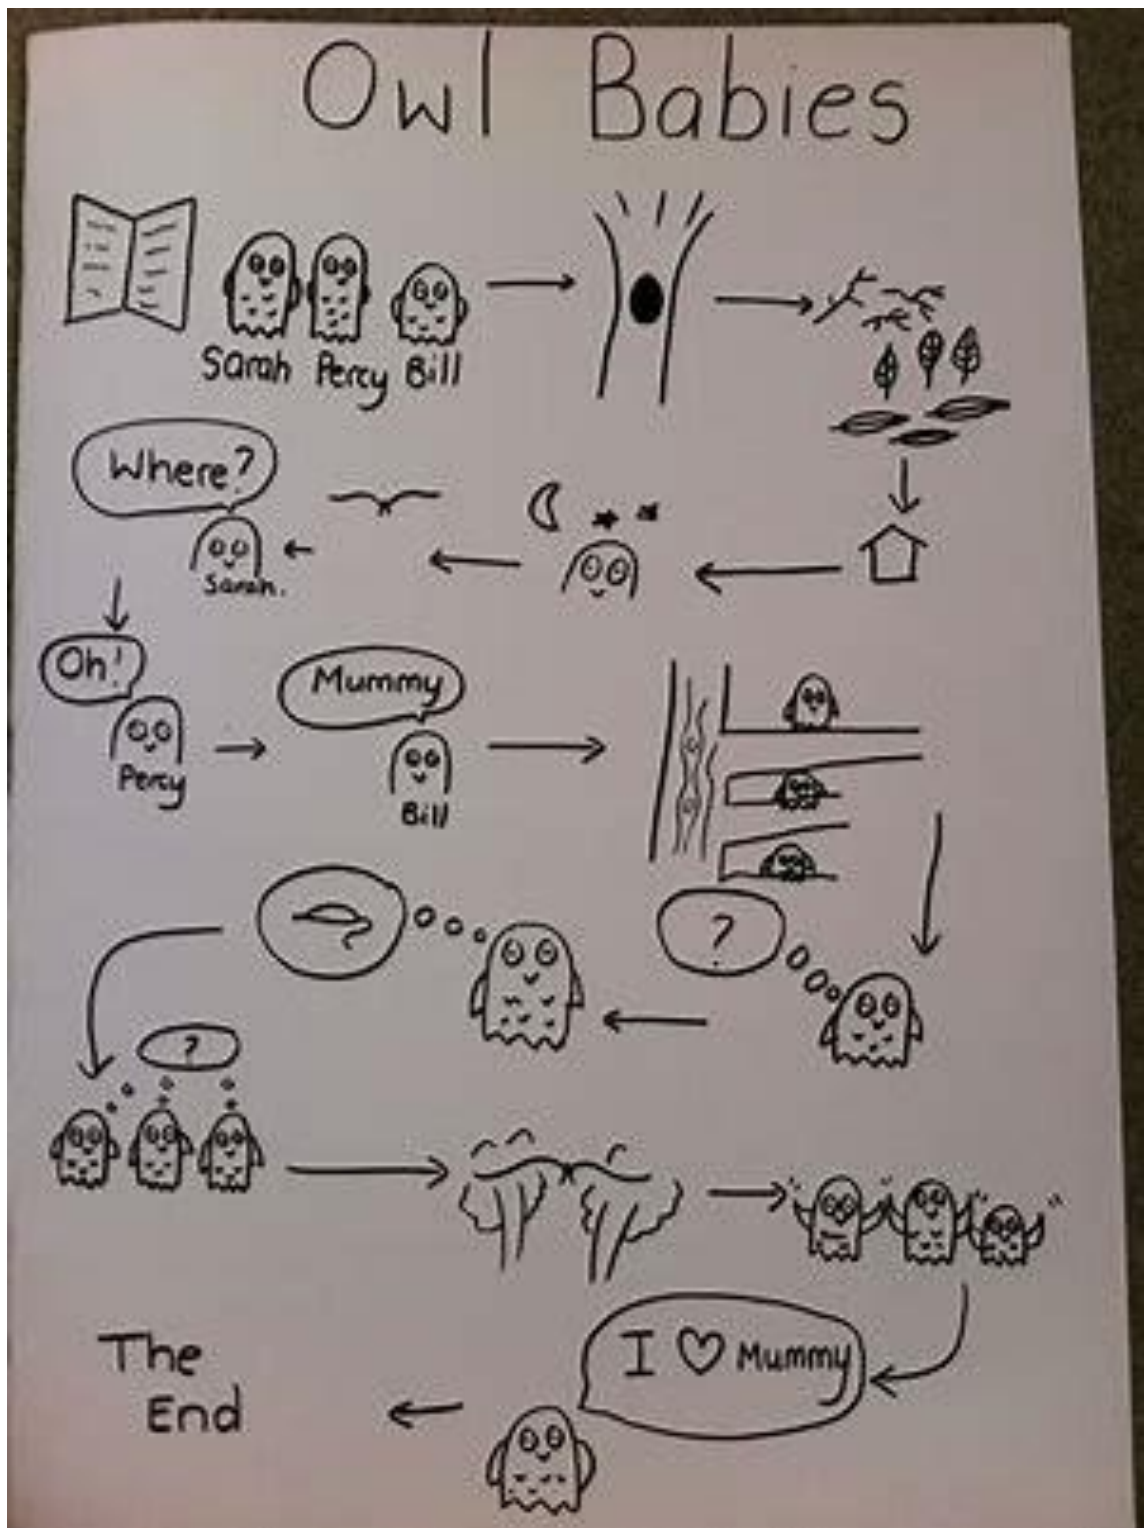 Owl Babies
Sarah Percy Bill
Where?
Sarah.
Oh!
Percy
Mummy
Bill
?
?
I ♡ Mummy
The
End